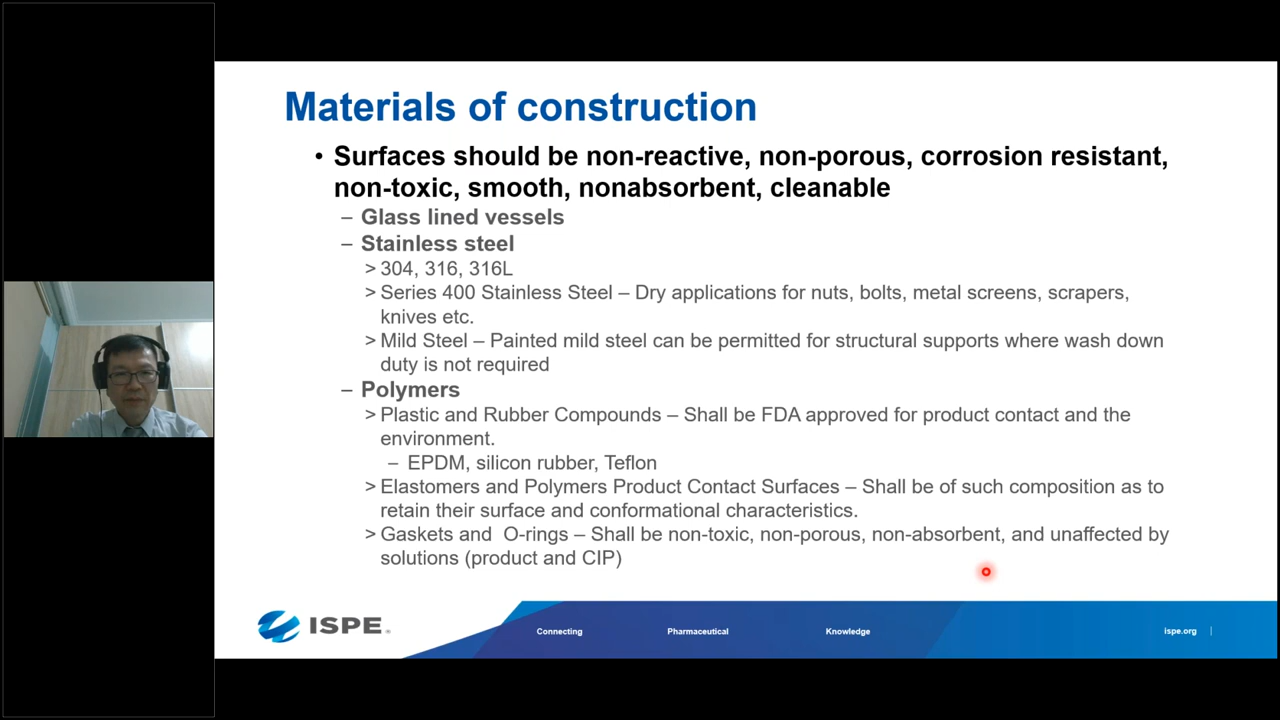 Materials of construction
• Surfaces should be non-reactive, non-porous, corrosion resistant,
non-toxic, smooth, nonabsorbent, cleanable
– Glass lined vessels
– Stainless steel
> 304, 316, 316L
> Series 400 Stainless Steel – Dry applications for nuts, bolts, metal screens, scrapers,
knives etc.
> Mild Steel – Painted mild steel can be permitted for structural supports where wash down
duty is not required
– Polymers
> Plastic and Rubber Compounds – Shall be FDA approved for product contact and the
environment.
– EPDM, silicon rubber, Teflon
> Elastomers and Polymers Product Contact Surfaces – Shall be of such composition as to
retain their surface and conformational characteristics.
> Gaskets and O-rings – Shall be non-toxic, non-porous, non-absorbent, and unaffected by
solutions (product and CIP)
ISPE®
Connecting Pharmaceutical Knowledge ispe.org |